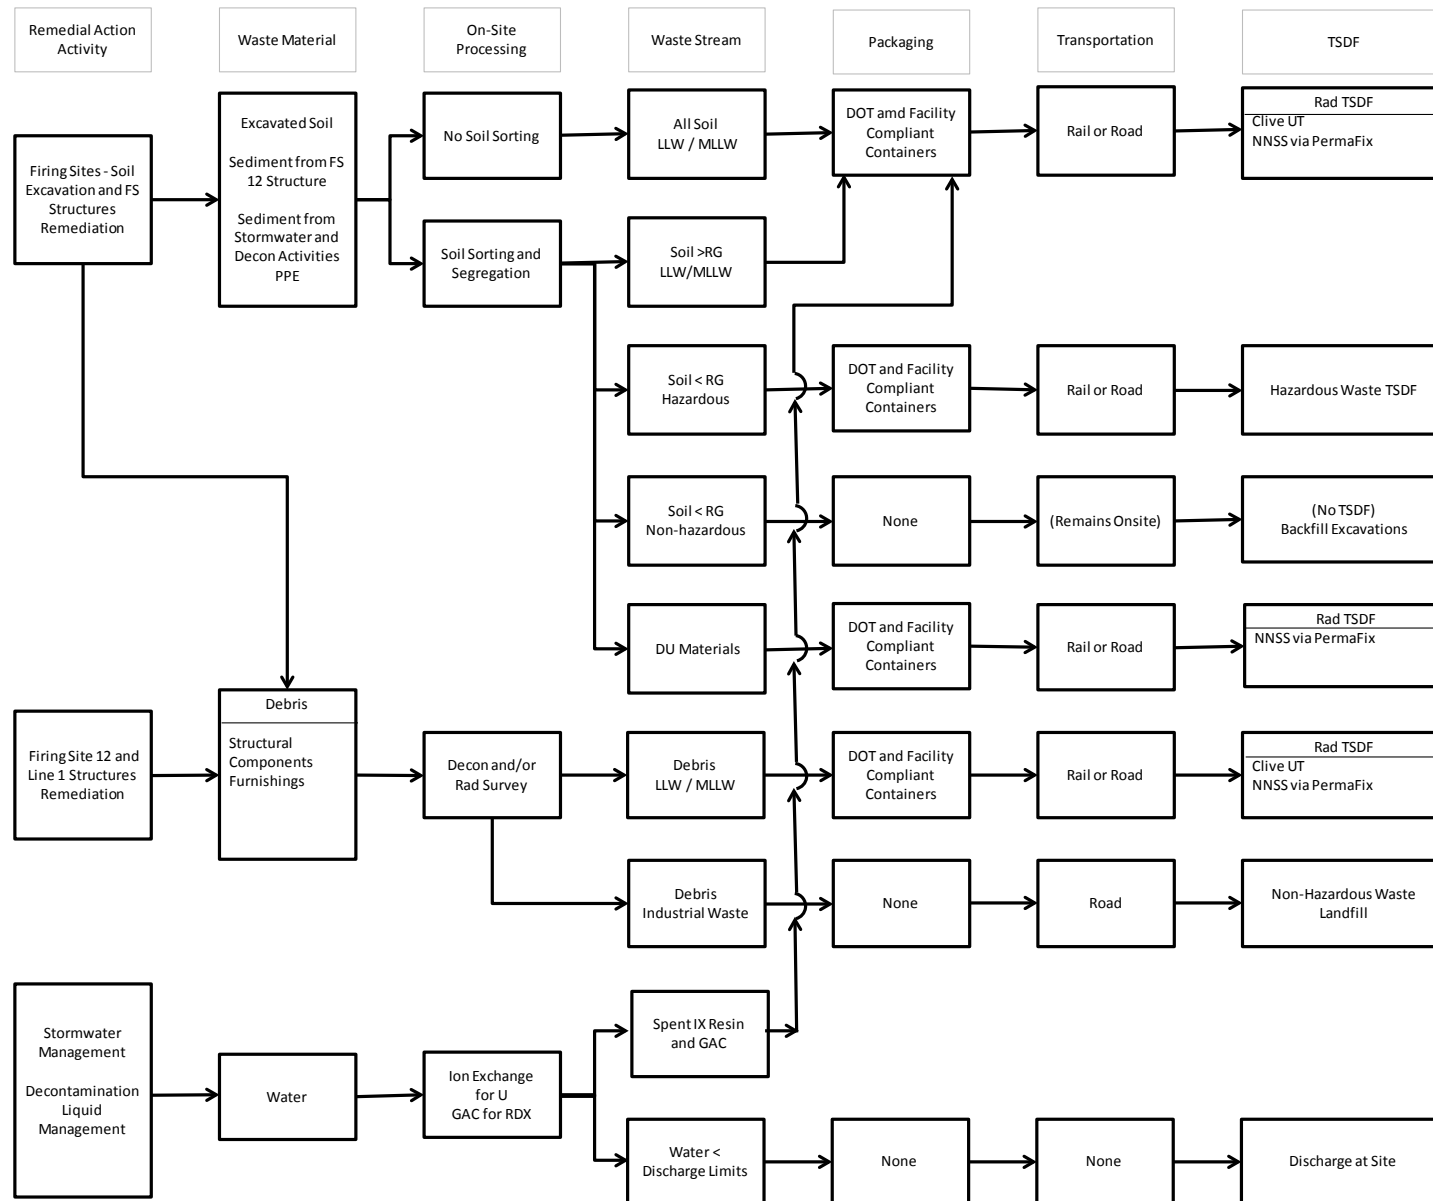 Remedial Action
Activity
Waste Material
On-Site
Processing
Waste Stream
Packaging
Transportation
TSDF
Firing Sites - Soil
Excavation and FS
Structures
Remediation
Excavated Soil
Sediment from FS
12 Structure
Sediment from
Stormwater and
Decon Activities
PPE
No Soil Sorting
All Soil
LLW / MLLW
DOT amd Facility
Compliant
Containers
Rail or Road
Rad TSDF
Clive UT
NNSS via PermaFix
Soil Sorting and
Segregation
Soil >RG
LLW/MLLW
Soil < RG
Hazardous
DOT and Facility
Compliant
Containers
Rail or Road
Hazardous Waste TSDF
Soil < RG
Non-hazardous
None
(Remains Onsite)
(No TSDF)
Backfill Excavations
DU Materials
DOT and Facility
Compliant
Containers
Rail or Road
Rad TSDF
NNSS via PermaFix
Firing Site 12 and
Line 1 Structures
Remediation
Debris
Structural
Components
Furnishings
Decon and/or
Rad Survey
Debris
LLW / MLLW
DOT and Facility
Compliant
Containers
Rail or Road
Rad TSDF
Clive UT
NNSS via PermaFix
Debris
Industrial Waste
None
Road
Non-Hazardous Waste
Landfill
Stormwater
Management
Decontamination
Liquid
Management
Water
Ion Exchange
for U
GAC for RDX
Spent IX Resin
and GAC
Water <
Discharge Limits
None
None
Discharge at Site